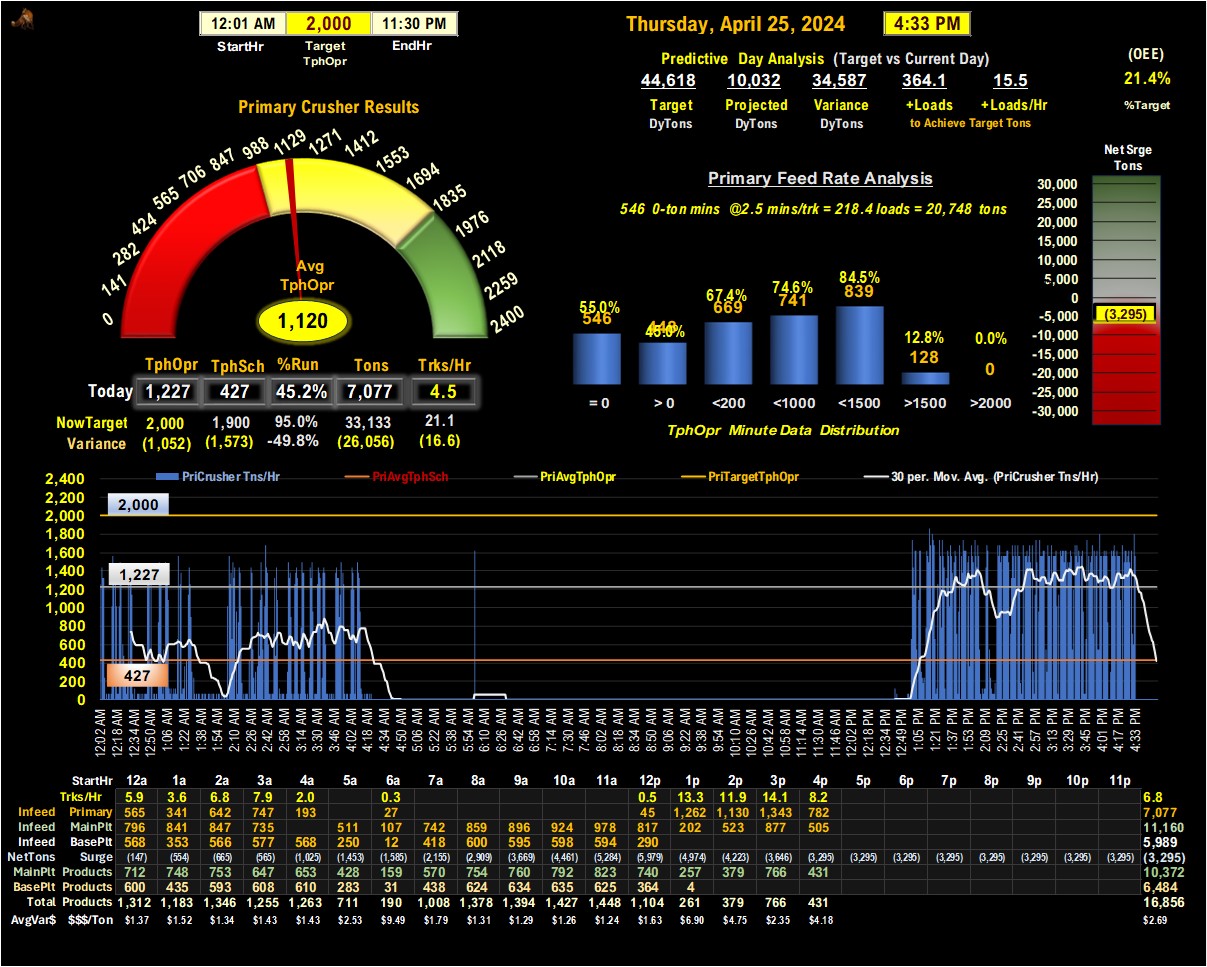 12:01 AM 2,000 11:30 PM
StartHr Target EndHr
TphOpr
Thursday, April 25, 2024 4:33 PM
Predictive Day Analysis (Target vs Current Day)
44,618 10,032 34,587 364.1 15.5
Target Projected Variance +Loads +Loads/Hr
DyTons DyTons DyTons to Achieve Target Tons
(OEE)
21.4%
%Target
Primary Crusher Results
0 141 282 424 565 706 847 988 1129 1271 1412 1553 1694 1835 1976 2118 2259 2400
Avg
TphOpr
1,120
TphOpr TphSch %Run Tons Trks/Hr
Today 1,227 427 45.2% 7,077 4.5
NowTarget 2,000 1,900 95.0% 33,133 21.1
Variance (1,052) (1,573) -49.8% (26,056) (16.6)
Primary Feed Rate Analysis
546 0-ton mins @2.5 mins/trk = 218.4 loads = 20,748 tons
55.0% 45.0% 67.4% 74.6% 84.5% 12.8% 0.0%
546 669 741 839 128 0
= 0 > 0 <200 <1000 <1500 >1500 >2000
TphOpr Minute Data Distribution
NetSrge
Tons
30,000
25,000
20,000
15,000
10,000
5,000
0
-5,000
-10,000
-15,000
-20,000
-25,000
-30,000
(3,295)
PriCrusher Tns/Hr PriAvgTphSch PriAvgTphOpr PriTargetTphOpr 30 per. Mov. Avg. (PriCrusher Tns/Hr)
2,400
2,200
2,000
1,800
1,600
1,400
1,200
1,000
800
600
400
200
0
2,000
1,227
427
12:02 AM 12:18 AM 12:34 AM 12:50 AM 1:06 AM 1:22 AM 1:38 AM 1:54 AM 2:10 AM 2:26 AM 2:42 AM 2:58 AM 3:14 AM 3:30 AM 3:46 AM 4:02 AM 4:18 AM 4:34 AM 4:50 AM 5:06 AM 5:22 AM 5:38 AM 5:54 AM 6:10 AM 6:26 AM 6:42 AM 6:58 AM 7:14 AM 7:30 AM 7:46 AM 8:02 AM 8:18 AM 8:34 AM 8:50 AM 9:06 AM 9:22 AM 9:38 AM 9:54 AM 10:10 AM 10:26 AM 10:42 AM 10:58 AM 11:14 AM 11:30 AM 11:46 AM 12:02 PM 12:18 PM 12:34 PM 12:49 PM 1:05 PM 1:21 PM 1:37 PM 1:53 PM 2:09 PM 2:25 PM 2:41 PM 2:57 PM 3:13 PM 3:29 PM 3:45 PM 4:01 PM 4:17 PM 4:33 PM
StartHr 12a 1a 2a 3a 4a 5a 6a 7a 8a 9a 10a 11a 12p 1p 2p 3p 4p 5p 6p 7p 8p 9p 10p 11p
Trks/Hr 5.9 3.6 6.8 7.9 2.0 0.3 0.5 13.3 11.9 14.1 8.2 6.8
Infeed Primary 565 341 642 747 193 27 45 1,262 1,130 1,343 782 7,077
Infeed MainPlt 796 841 847 735 511 107 742 859 896 924 978 817 202 523 877 505 11,160
Infeed BasePlt 568 353 566 577 568 250 12 418 600 595 598 594 290 5,989
NetTons Surge (147) (554) (665) (565) (1,025) (1,453) (1,585) (2,155) (2,909) (3,669) (4,461) (5,284) (5,979) (4,974) (4,223) (3,646) (3,295) (3,295) (3,295) (3,295) (3,295) (3,295) (3,295) (3,295) (3,295)
MainPlt Products 712 748 753 647 653 428 159 570 754 760 792 823 740 257 379 766 431 10,372
BasePlt Products 600 435 593 608 610 283 31 438 624 634 635 625 364 4 6,484
Total Products 1,312 1,183 1,346 1,255 1,263 711 190 1,008 1,378 1,394 1,427 1,448 1,104 261 379 766 431 16,856
AvgVar$ $$$/Ton $1.37 $1.52 $1.34 $1.43 $1.43 $2.53 $9.49 $1.79 $1.31 $1.29 $1.26 $1.24 $1.63 $6.90 $4.75 $2.35 $4.18 $2.69